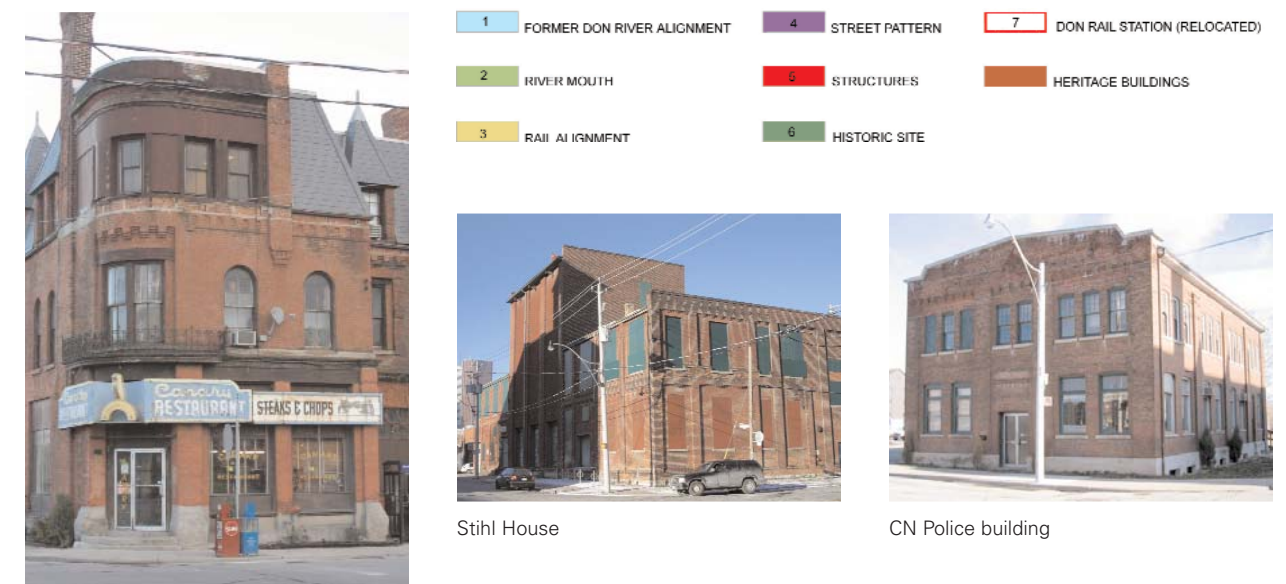 1 FORMER DON RIVER ALIGNMENT
4 STREET PATTERN
7 DON RAIL STATION (RELOCATED)
2 RIVER MOUTH
5 STRUCTURES
HERITAGE BUILDINGS
3 RAIL ALIGNMENT
6 HISTORIC SITE
Canary
RESTAURANT
STEAKS & CHOPS
Stihl House
CN Police building